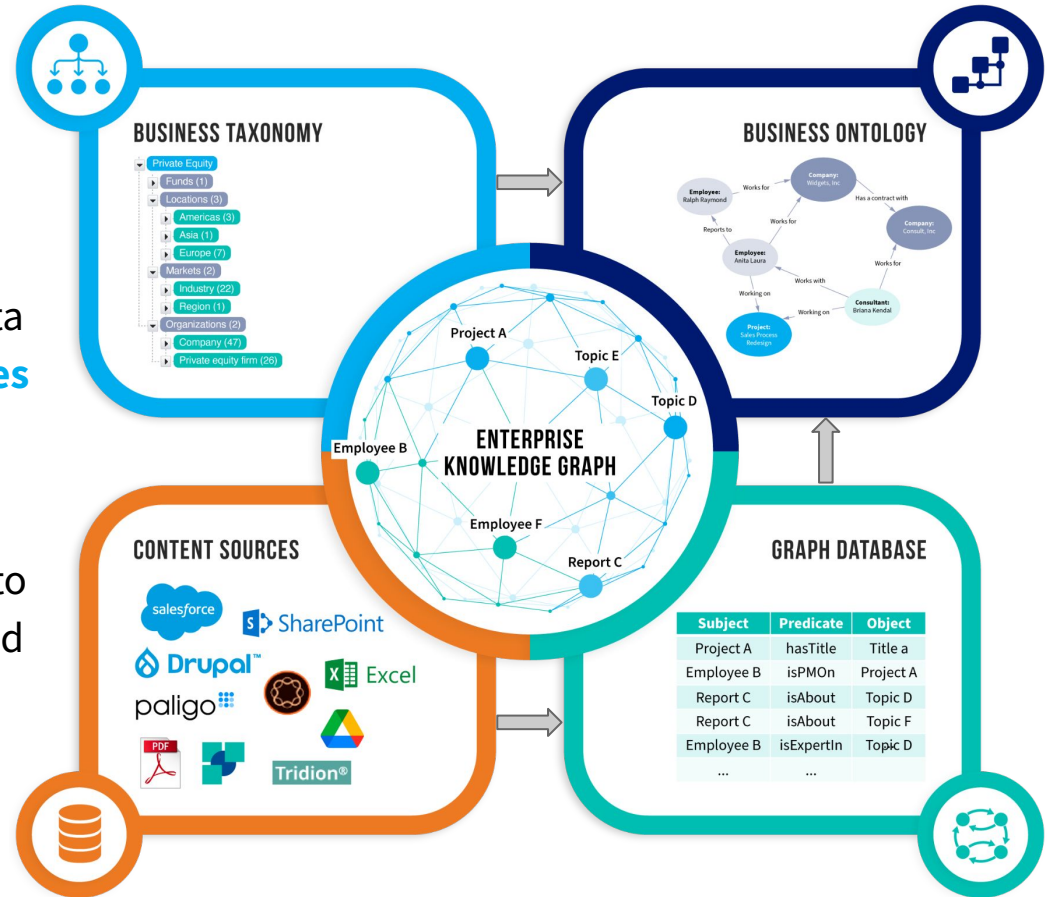 ta
es
to
d
BUSINESS TAXONOMY
Private Equity
Funds (1)
Locations (3)
Americas (3)
Asia (1)
Europe (7)
Markets (2)
Industry (22)
Region (1)
Organizations (2)
Company (47)
Private equity firm (26)
BUSINESS ONTOLOGY
Company:
Widgets, Inc
Employee:
Ralph Raymond
Works for
Has a contract with
Company:
Consult, Inc
Reports to
Works for
Employee:
Anita Laura
Works for
Works with
Working on
Consultant:
Briana Kendal
Working on
Project:
Sales Process
Redesign
Project A
Topic E
Topic D
Employee B
ENTERPRISE
KNOWLEDGE GRAPH
Employee F
Report C
CONTENT SOURCES
salesforce
S SharePoint
Drupal™
X Excel
paligo
PDF
Tridion®
GRAPH DATABASE
Subject Predicate Object
Project A hasTitle Title a
Employee B isPMOn Project A
Report C isAbout Topic D
Report C isAbout Topic F
Employee B isExpertIn Topic D
... ...